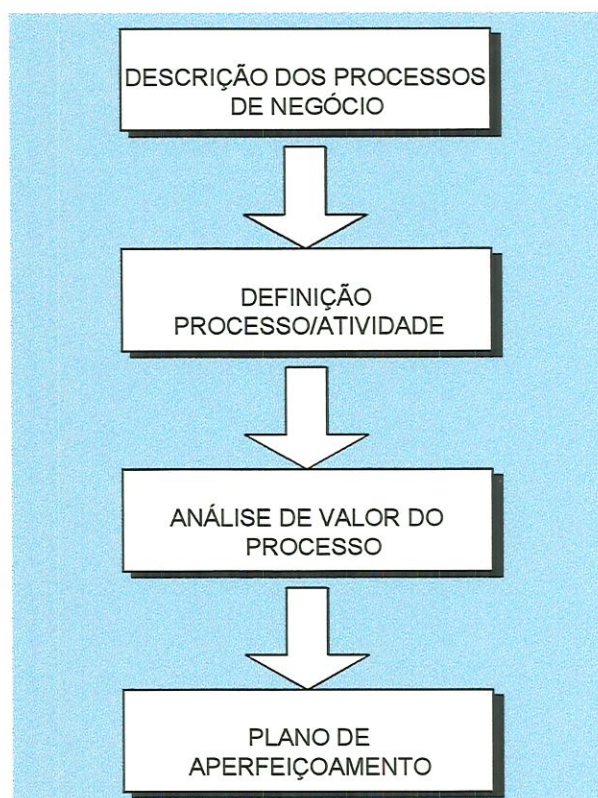 DESCRIÇÃO DOS PROCESSOS
DE NEGÓCIO
DEFINIÇÃO
PROCESSO/ATIVIDADE
ANÁLISE DE VALOR DO
PROCESSO
PLANO DE
APERFEIÇOAMENTO